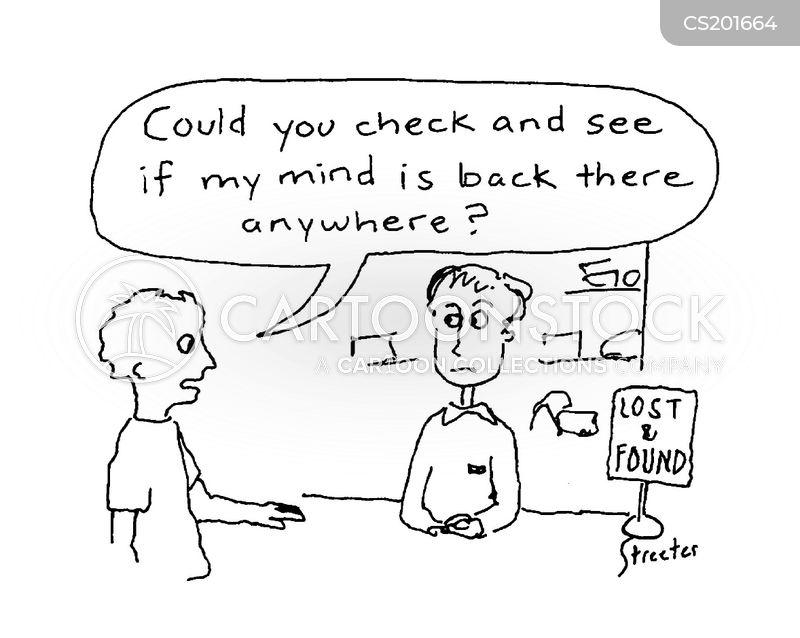 CS201664
Could you check and see
if my mind is back there
anywhere?
CARTOONSTOCK
A CARTOON COLLECTIONS COMPANY
LOST
&
FOUND
Streeter